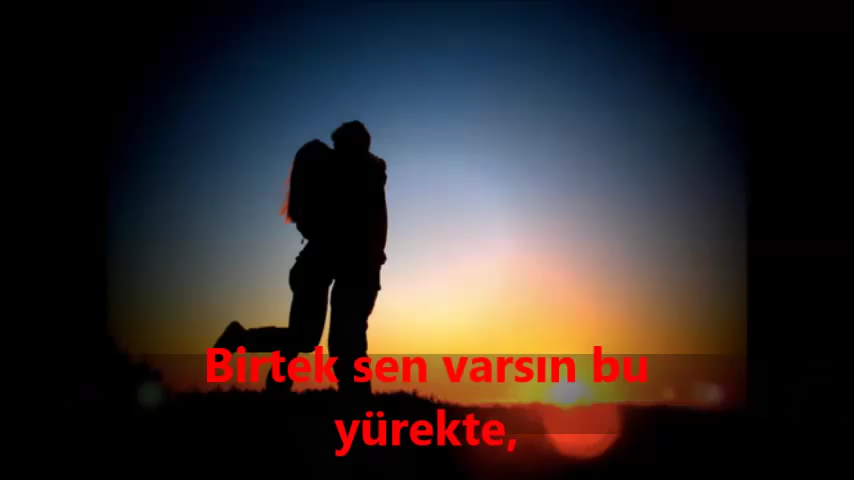 Birtek sen varsın bu
yürekte,